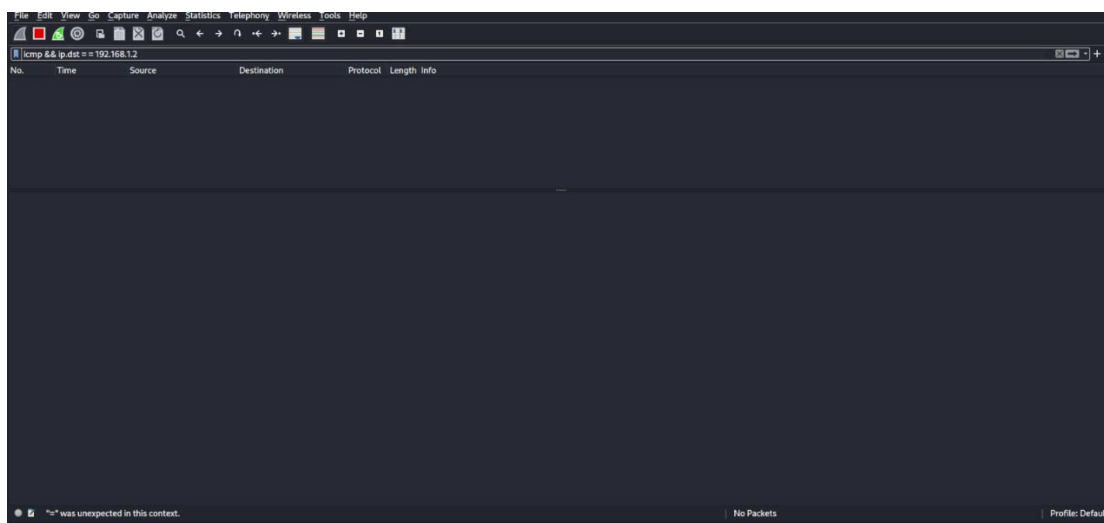 File Edit View Go Capture Analyze Statistics Telephony Wireless Tools Help
icmp && ip.dst = = 192.168.1.2
No. Time Source Destination Protocol Length Info
"=" was unexpected in this context. No Packets Profile: Defaul